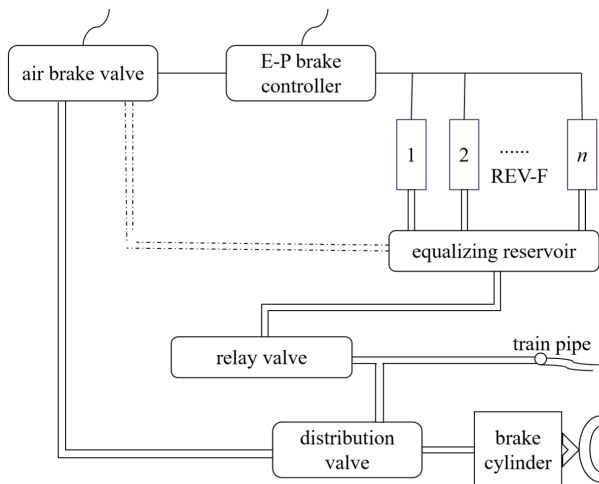 air brake valve
E-P brake
controller
1
2
......
n
REV-F
equalizing reservoir
train pipe
relay valve
distribution
valve
brake
cylinder